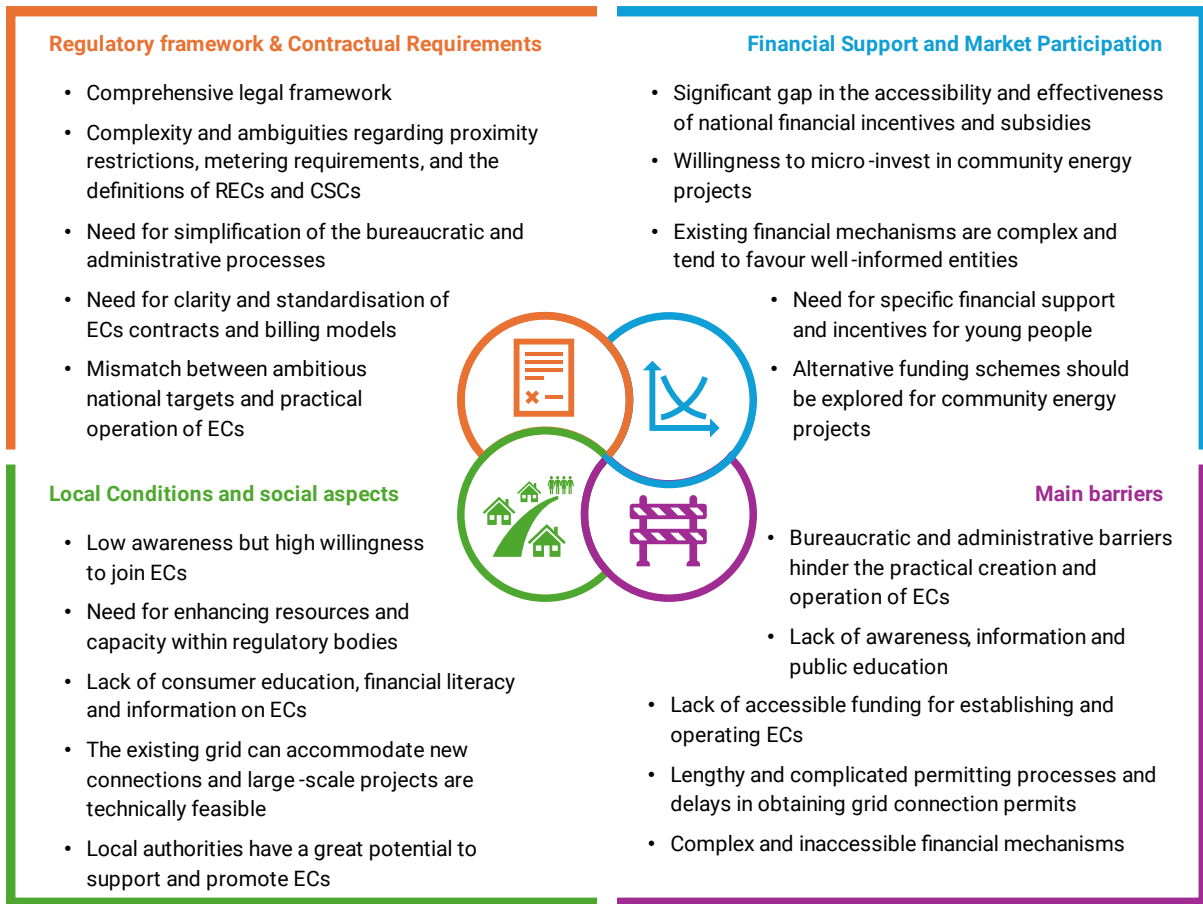 Regulatory framework & Contractual Requirements
• Comprehensive legal framework
• Complexity and ambiguities regarding proximity
restrictions, metering requirements, and the
definitions of RECs and CSCs
• Need for simplification of the bureaucratic and
administrative processes
• Need for clarity and standardisation of
ECs contracts and billing models
• Mismatch between ambitious
national targets and practical
operation of ECs
Financial Support and Market Participation
• Significant gap in the accessibility and effectiveness
of national financial incentives and subsidies
• Willingness to micro-invest in community energy
projects
• Existing financial mechanisms are complex and
tend to favour well-informed entities
• Need for specific financial support
and incentives for young people
• Alternative funding schemes should
be explored for community energy
projects
Local Conditions and social aspects
• Low awareness but high willingness
to join ECs
• Need for enhancing resources and
capacity within regulatory bodies
• Lack of consumer education, financial literacy
and information on ECs
• The existing grid can accommodate new
connections and large-scale projects are
technically feasible
• Local authorities have a great potential to
support and promote ECs
Main barriers
• Bureaucratic and administrative barriers
hinder the practical creation and
operation of ECs
• Lack of awareness, information and
public education
• Lack of accessible funding for establishing and
operating ECs
• Lengthy and complicated permitting processes and
delays in obtaining grid connection permits
• Complex and inaccessible financial mechanisms